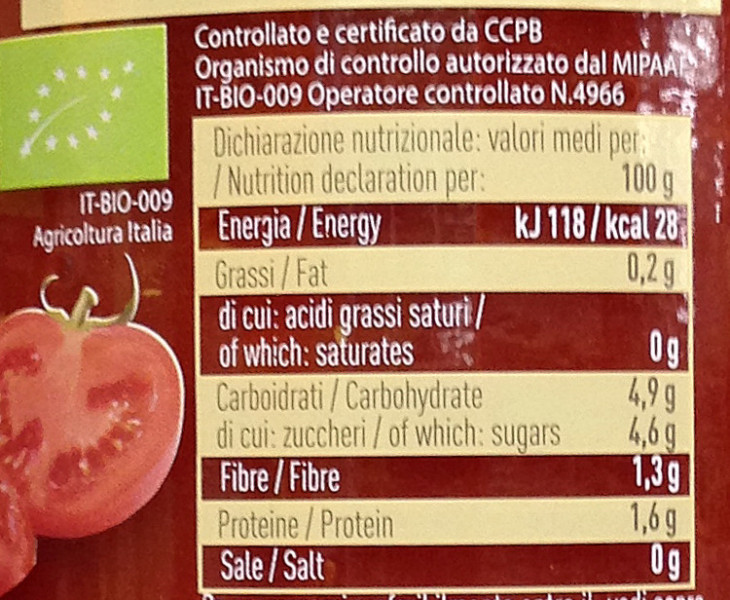 Controllato e certificato da CCPB
Organismo di controllo autorizzato dal MIPAAF
IT-BIO-009 Operatore controllato N.4966
Dichiarazione nutrizionale: valori medi per:
/ Nutrition declaration per: 100 g
IT-BIO-009
Agricoltura Italia
Energia / Energy kJ 118 / kcal 28
Grassi / Fat 0,2 g
di cui: acidi grassi saturi /
of which: saturates 0 g
Carboidrati / Carbohydrate 4,9 g
di cui: zuccheri / of which: sugars 4,6 g
Fibre / Fibre 1,3 g
Proteine / Protein 1,6 g
Sale / Salt 0 g